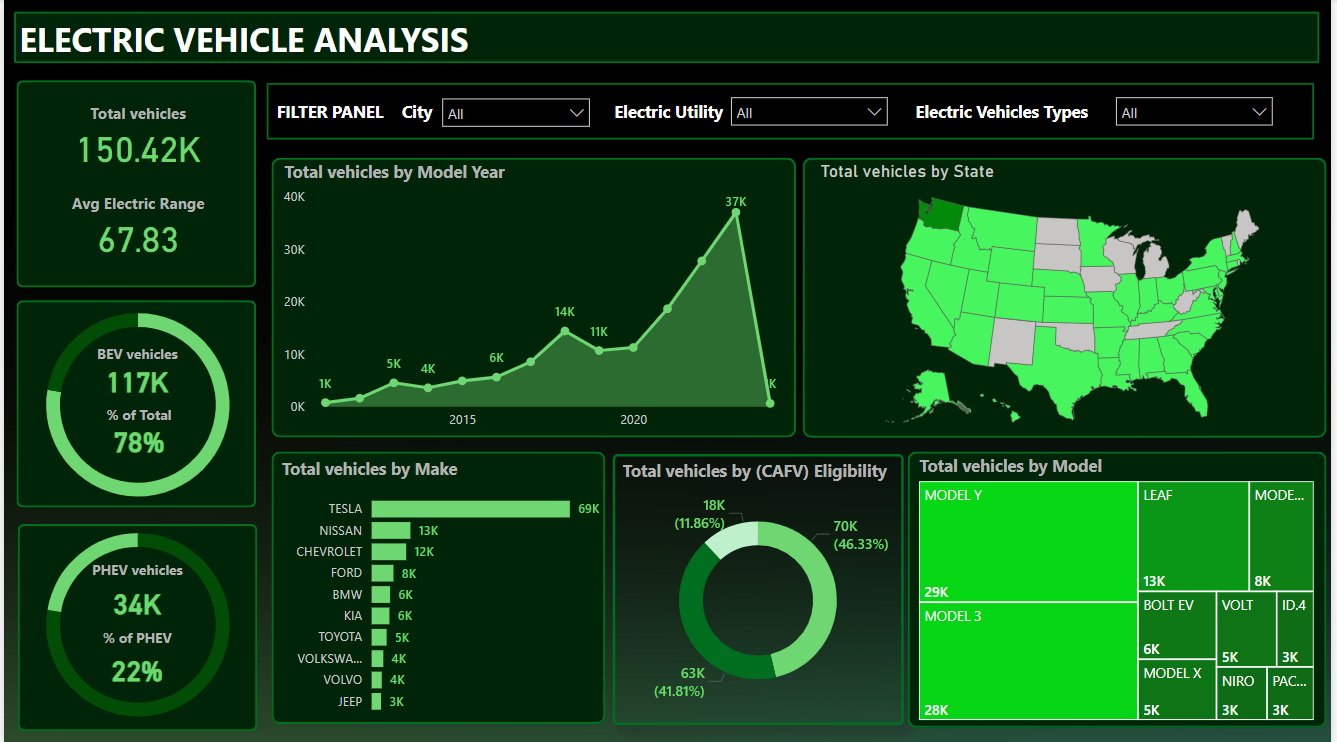 ELECTRIC VEHICLE ANALYSIS
Total vehicles
150.42K
Avg Electric Range
67.83
FILTER PANEL City All Electric Utility All Electric Vehicles Types All
BEV vehicles
117K
% of Total
78%
PHEV vehicles
34K
% of PHEV
22%
Total vehicles by Model Year
40K
30K
20K
10K
0K
1K
5K
4K
6K
14K
11K
37K
K
2015
2020
Total vehicles by State
Total vehicles by Make
TESLA 69K
NISSAN 13K
CHEVROLET 12K
FORD 8K
BMW 6K
KIA 6K
TOYOTA 5K
VOLKSWA... 4K
VOLVO 4K
JEEP 3K
Total vehicles by (CAFV) Eligibility
18K
(11.86%)
70K
(46.33%)
63K
(41.81%)
Total vehicles by Model
MODEL Y
29K
MODEL 3
28K
LEAF
13K
MODE...
8K
BOLT EV
6K
VOLT
5K
ID.4
3K
MODEL X
5K
NIRO
3K
PAC...
3K